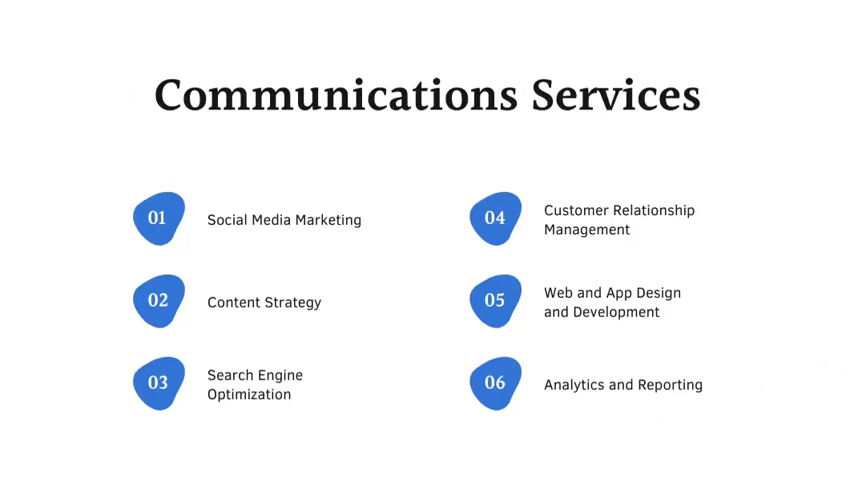 Communications Services
01
Social Media Marketing
02
Content Strategy
03
Search Engine
Optimization
04
Customer Relationship
Management
05
Web and App Design
and Development
06
Analytics and Reporting